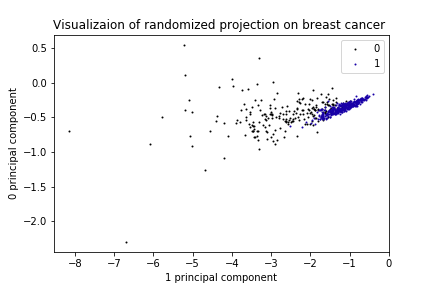 Visualizaion of randomized projection on breast cancer
0
1
0.5
0.0
−0.5
−1.0
−1.5
−2.0
0 principal component
−8 −7 −6 −5 −4 −3 −2 −1 0
1 principal component